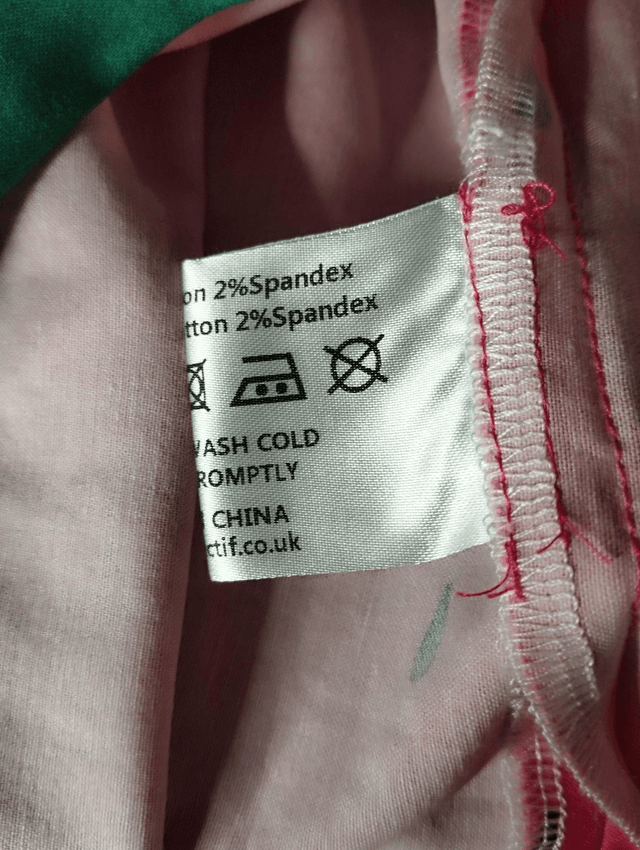 on 2%Spandex
tton 2%Spandex
WASH COLD
ROMPTLY
CHINA
ctif.co.uk